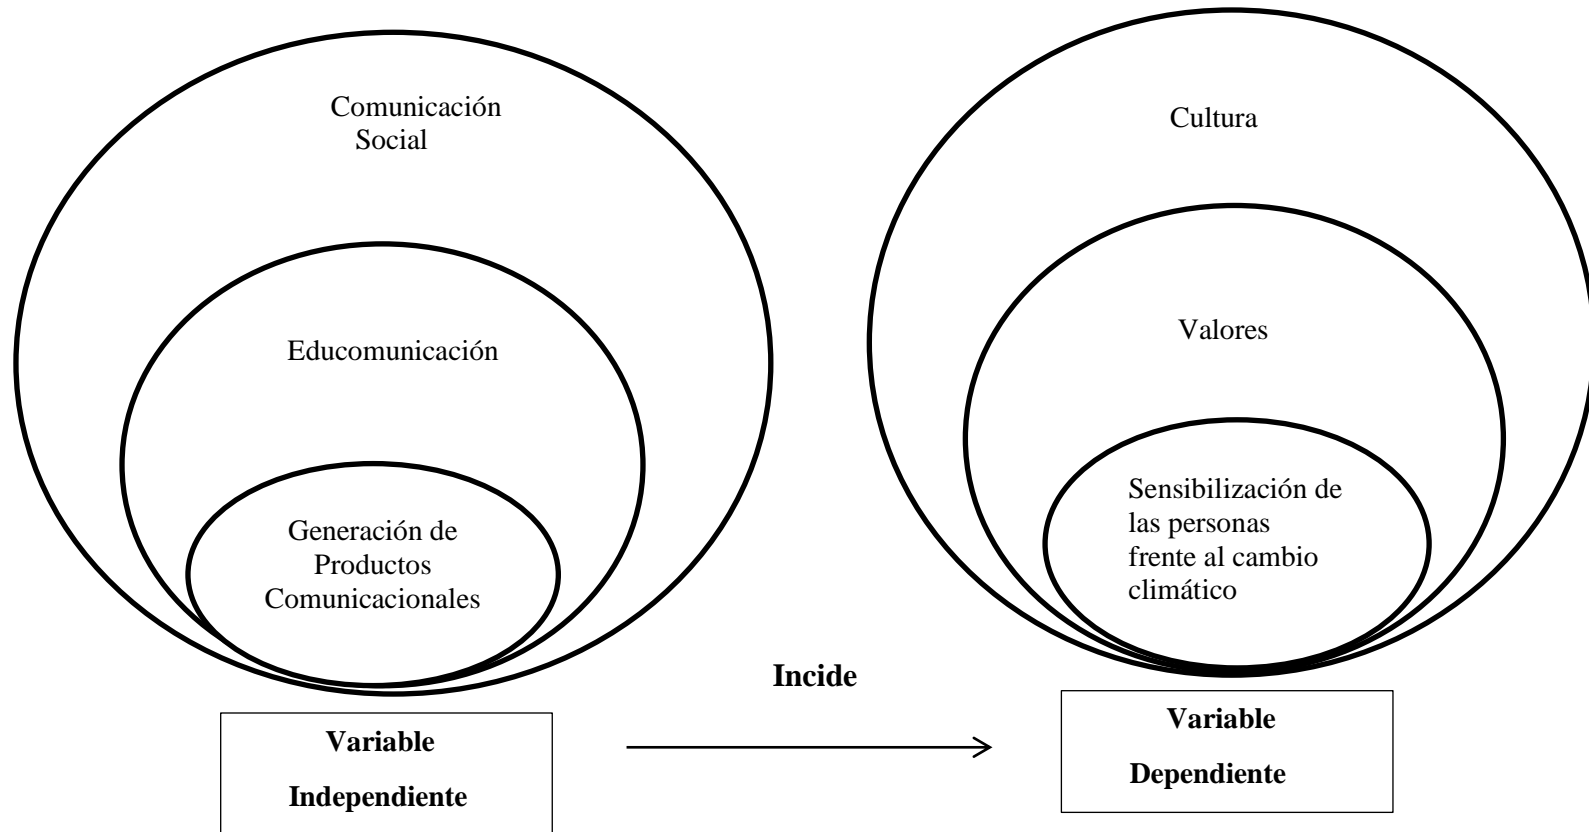 Comunicación
Social
Educomunicación
Generación de
Productos
Comunicacionales
Variable
Independiente
Incide
Cultura
Valores
Sensibilización de
las personas
frente al cambio
climático
Variable
Dependiente